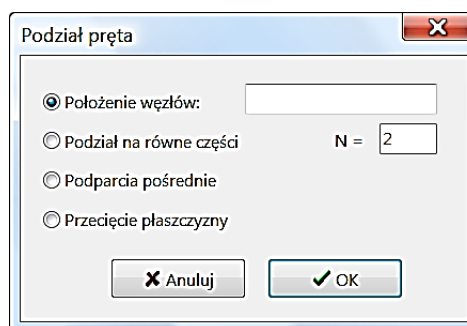 Podział pręta
Położenie węzłów:
Podział na równe części N = 2
Podparcia pośrednie
Przecięcie płaszczyzny
Anuluj OK